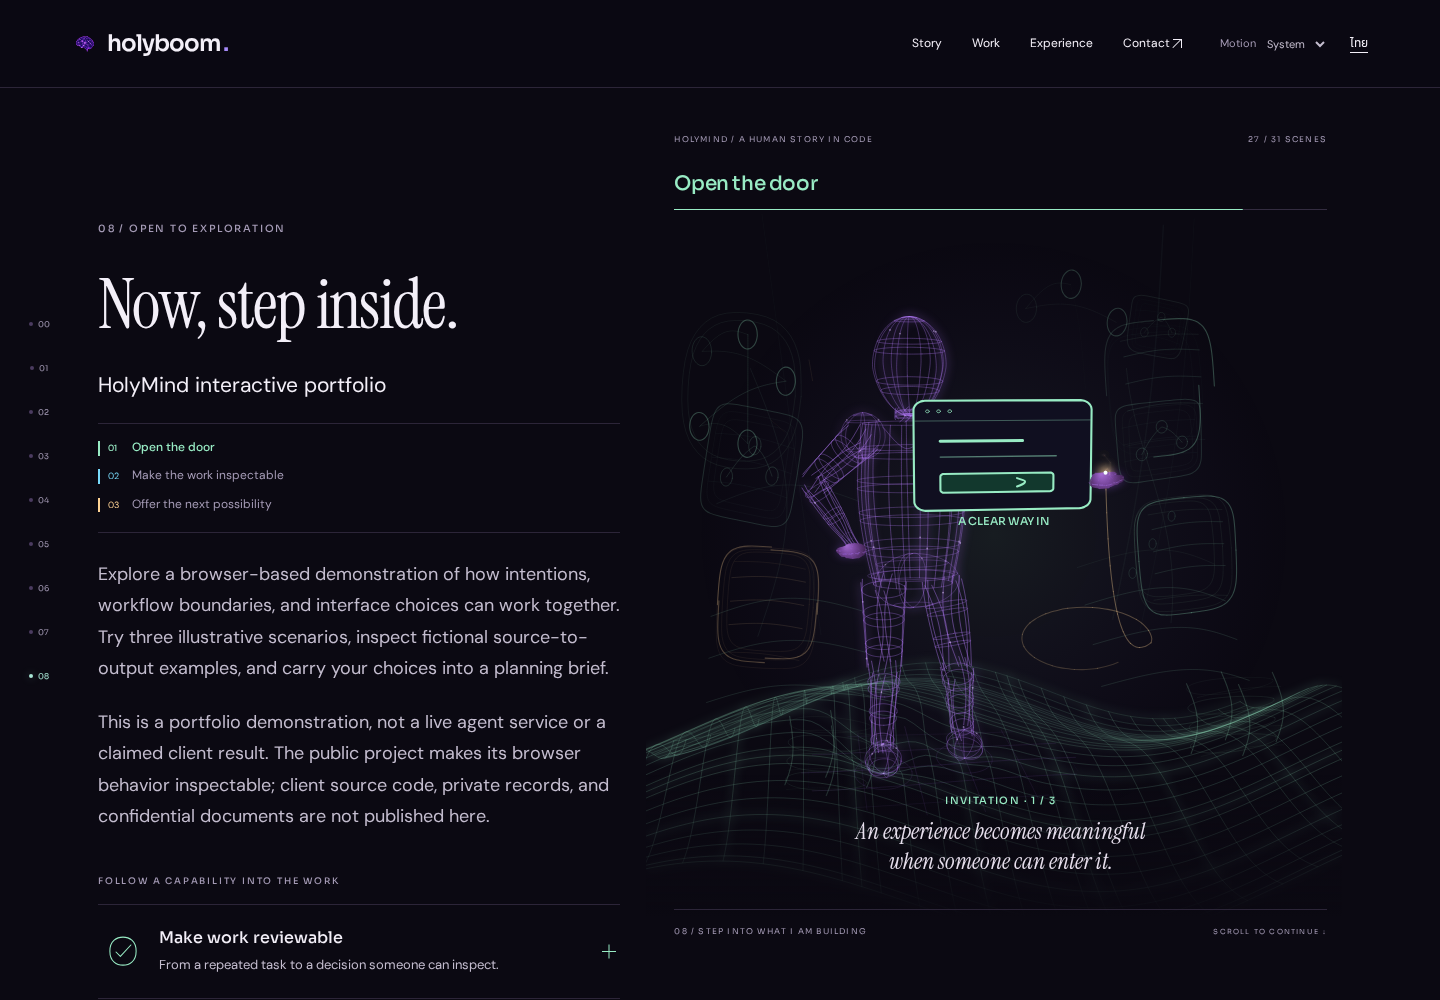 holyboom.
Story
Work
Experience
Contact
Motion
System
ไทย
00
01
02
03
04
05
06
07
08
08 / OPEN TO EXPLORATION
Now, step inside.
HolyMind interactive portfolio
01 Open the door
02 Make the work inspectable
03 Offer the next possibility
Explore a browser-based demonstration of how intentions,
workflow boundaries, and interface choices can work together.
Try three illustrative scenarios, inspect fictional source-to-
output examples, and carry your choices into a planning brief.
This is a portfolio demonstration, not a live agent service or a
claimed client result. The public project makes its browser
behavior inspectable; client source code, private records, and
confidential documents are not published here.
FOLLOW A CAPABILITY INTO THE WORK
Make work reviewable
From a repeated task to a decision someone can inspect.
HOLYMIND / A HUMAN STORY IN CODE
27 / 31 SCENES
Open the door
A CLEAR WAY IN
INVITATION · 1 / 3
An experience becomes meaningful
when someone can enter it.
08 / STEP INTO WHAT I AM BUILDING
SCROLL TO CONTINUE ↓